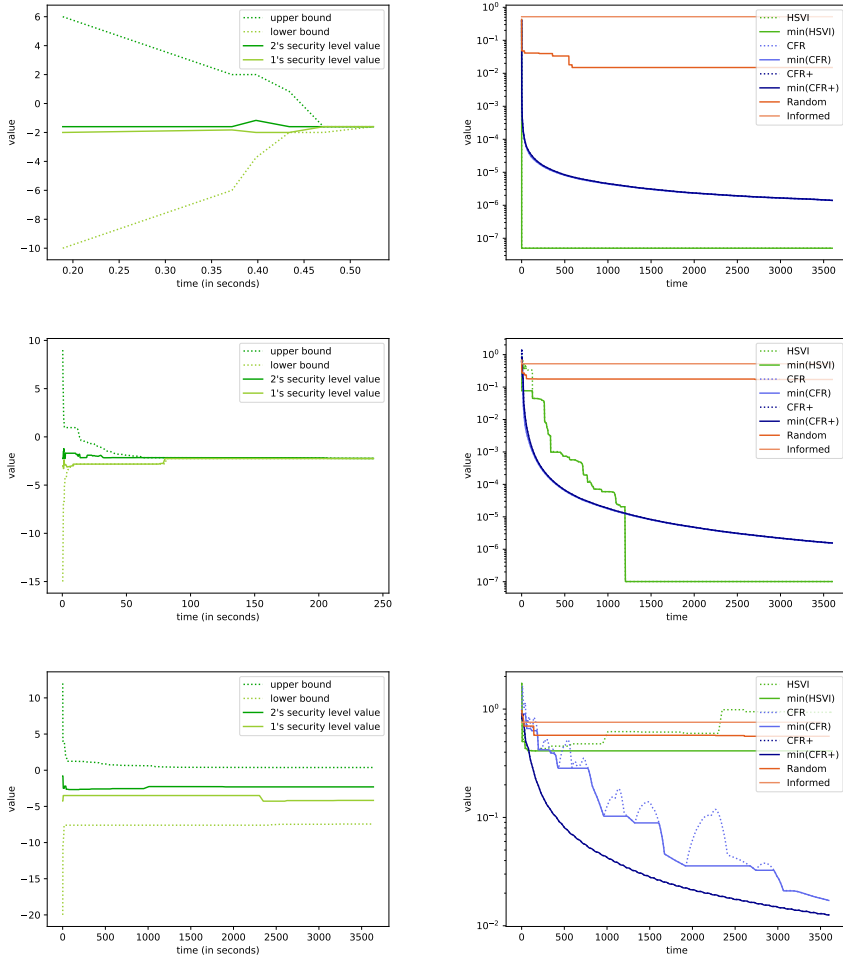 upper bound
lower bound
2's security level value
1's security level value
6
4
2
0
−2
−4
−6
−8
−10
value
0.20
0.25
0.30
0.35
0.40
0.45
0.50
time (in seconds)
HSVI
min(HSVI)
CFR
min(CFR)
CFR+
min(CFR+)
Random
Informed
10⁰
10⁻¹
10⁻²
10⁻³
10⁻⁴
10⁻⁵
10⁻⁶
10⁻⁷
value
0
500
1000
1500
2000
2500
3000
3500
time
upper bound
lower bound
2's security level value
1's security level value
10
5
0
−5
−10
−15
value
0
50
100
150
200
250
time (in seconds)
HSVI
min(HSVI)
CFR
min(CFR)
CFR+
min(CFR+)
Random
Informed
10⁰
10⁻¹
10⁻²
10⁻³
10⁻⁴
10⁻⁵
10⁻⁶
10⁻⁷
value
0
500
1000
1500
2000
2500
3000
3500
time
upper bound
lower bound
2's security level value
1's security level value
10
5
0
−5
−10
−15
−20
value
0
500
1000
1500
2000
2500
3000
3500
time (in seconds)
HSVI
min(HSVI)
CFR
min(CFR)
CFR+
min(CFR+)
Random
Informed
10⁰
10⁻¹
10⁻²
value
0
500
1000
1500
2000
2500
3000
3500
time